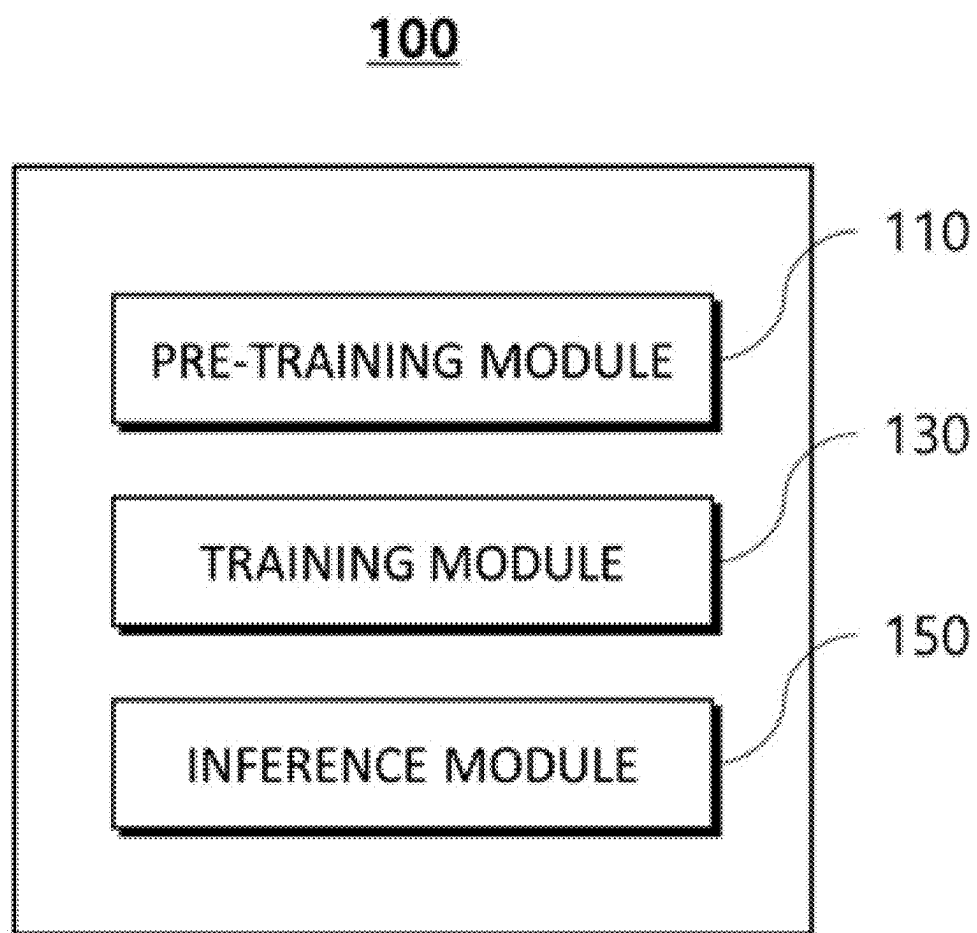 100
110
PRE-TRAINING MODULE
130
TRAINING MODULE
150
INFERENCE MODULE